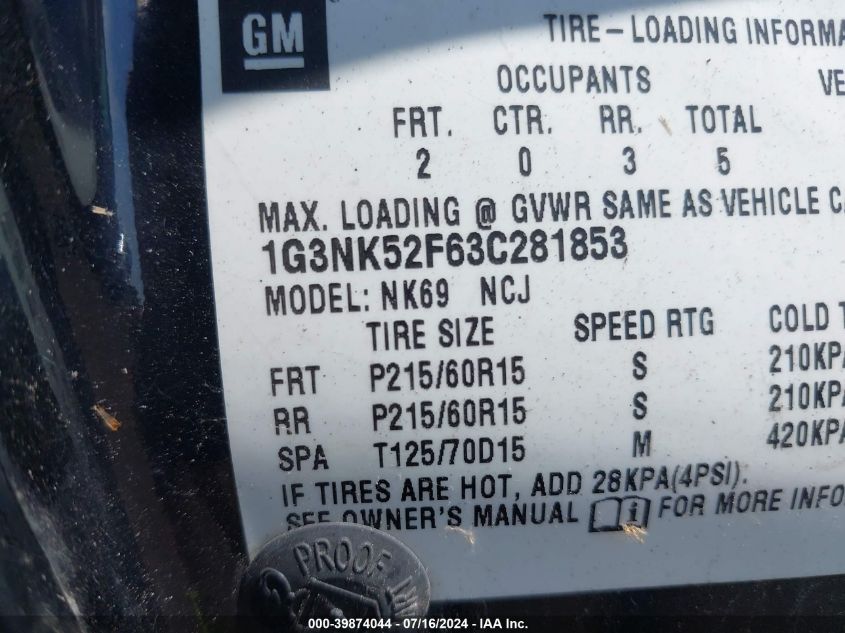 GM
TIRE-LOADING INFORMA
OCCUPANTS VE
FRT. CTR. RR. TOTAL
2 0 3 5
MAX. LOADING @ GVWR SAME AS VEHICLE CA
1G3NK52F63C281853
MODEL: NK69 NCJ
TIRE SIZE SPEED RTG COLD T
FRT P215/60R15 S 210KPA
RR P215/60R15 S 210KPA
SPA T125/70D15 M 420KPA
IF TIRES ARE HOT, ADD 28KPA(4PSI).
SEE OWNER'S MANUAL i FOR MORE INFO
PROOF
000-39874044 / 07/16/2024 - Copart, Inc.